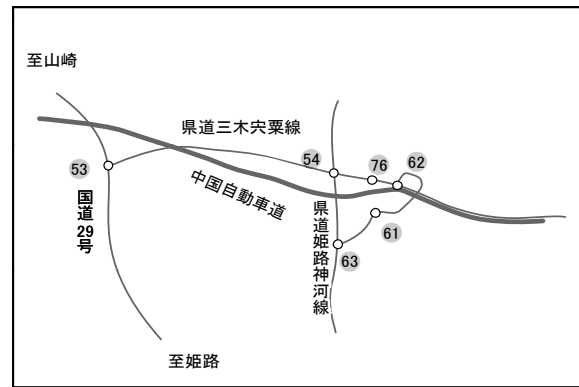 至山崎
県道三木宍粟線
54
76
62
53
中国自動車道
国道29号
県道姫路神河線
61
63
至姫路